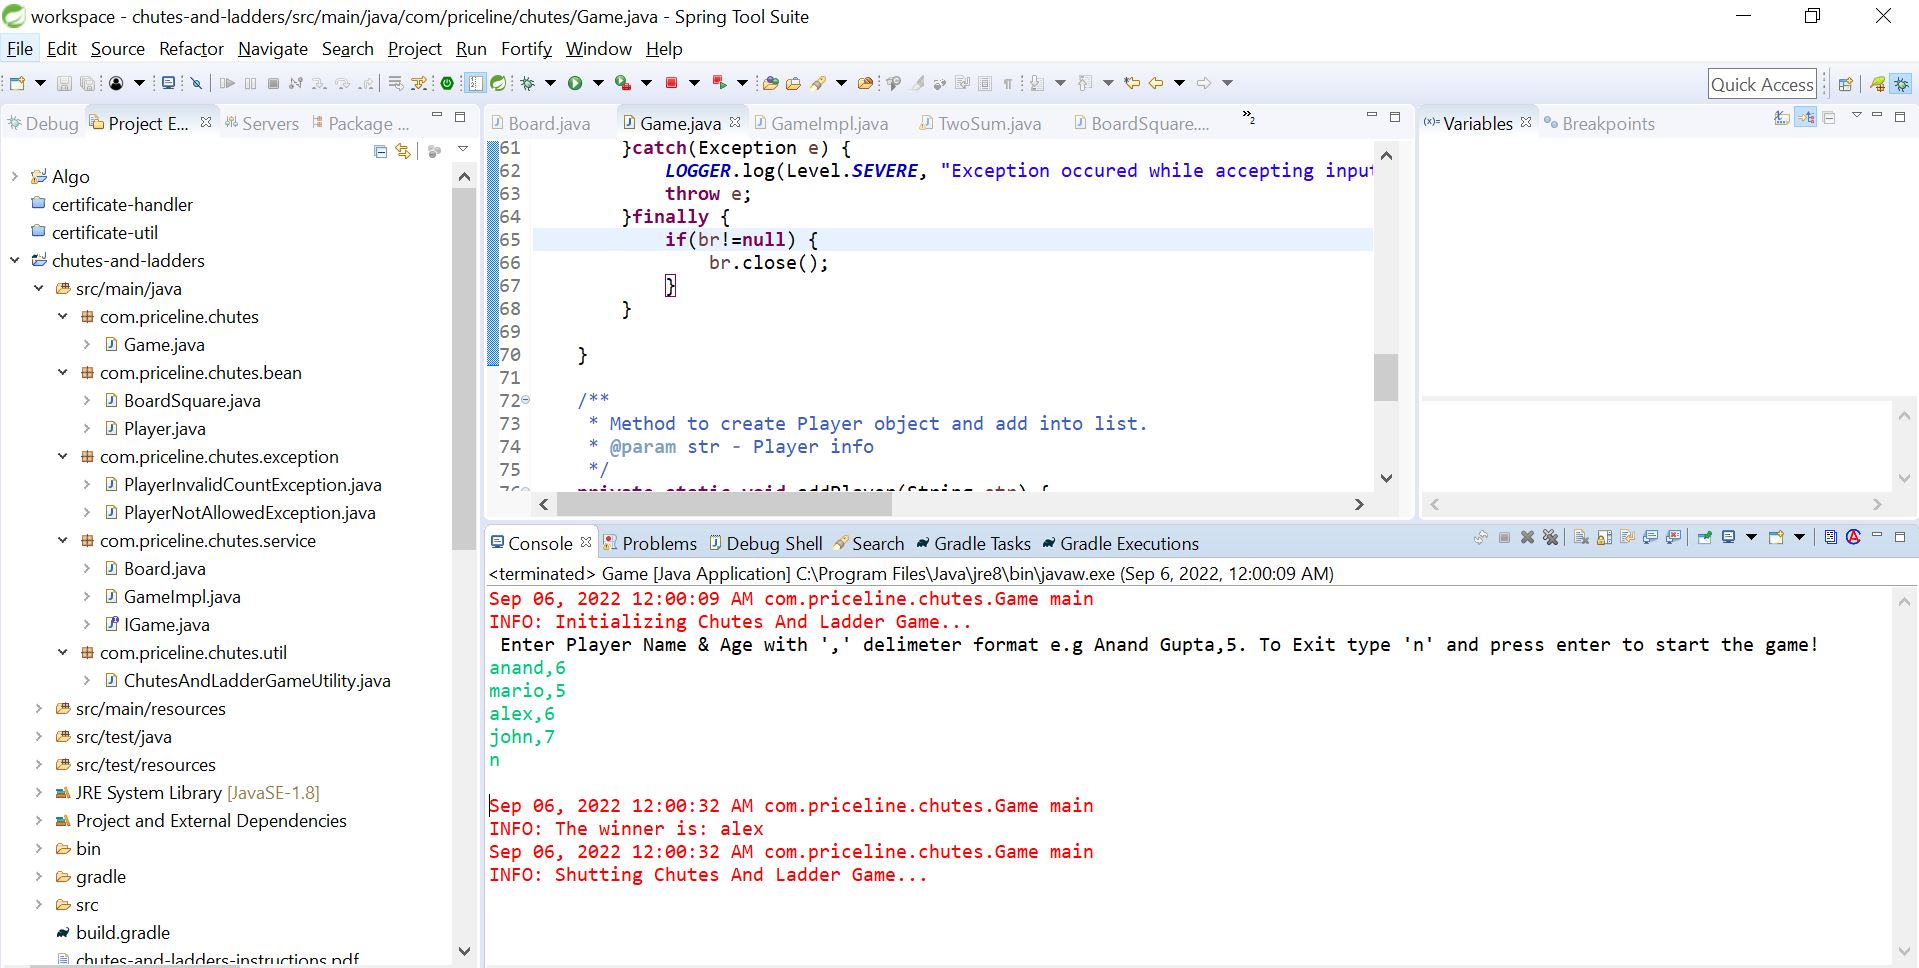 workspace - chutes-and-ladders/src/main/java/com/priceline/chutes/Game.java - Spring Tool Suite
File Edit Source Refactor Navigate Search Project Run Fortify Window Help
Quick Access
Debug Project E... Servers Package ...
Algo
certificate-handler
certificate-util
chutes-and-ladders
src/main/java
com.priceline.chutes
Game.java
com.priceline.chutes.bean
BoardSquare.java
Player.java
com.priceline.chutes.exception
PlayerInvalidCountException.java
PlayerNotAllowedException.java
com.priceline.chutes.service
Board.java
GameImpl.java
IGame.java
com.priceline.chutes.util
ChutesAndLadderGameUtility.java
src/main/resources
src/test/java
src/test/resources
JRE System Library [JavaSE-1.8]
Project and External Dependencies
bin
gradle
src
build.gradle
chutes-and-ladders-instructions.pdf
Board.java Game.java GameImpl.java TwoSum.java BoardSquare.... »2
61 }catch(Exception e) {
62 LOGGER.log(Level.SEVERE, "Exception occured while accepting input
63 throw e;
64 }finally {
65 if(br!=null) {
66 br.close();
67 }
68 }
69
70 }
71
72 /**
73 * Method to create Player object and add into list.
74 * @param str - Player info
75 */
76 private static void addPlayer(String str) {
(x)= Variables Breakpoints
Console Problems Debug Shell Search Gradle Tasks Gradle Executions
<terminated> Game [Java Application] C:\Program Files\Java\jre8\bin\javaw.exe (Sep 6, 2022, 12:00:09 AM)
Sep 06, 2022 12:00:09 AM com.priceline.chutes.Game main
INFO: Initializing Chutes And Ladder Game...
Enter Player Name & Age with ',' delimeter format e.g Anand Gupta,5. To Exit type 'n' and press enter to start the game!
anand,6
mario,5
alex,6
john,7
n
Sep 06, 2022 12:00:32 AM com.priceline.chutes.Game main
INFO: The winner is: alex
Sep 06, 2022 12:00:32 AM com.priceline.chutes.Game main
INFO: Shutting Chutes And Ladder Game...